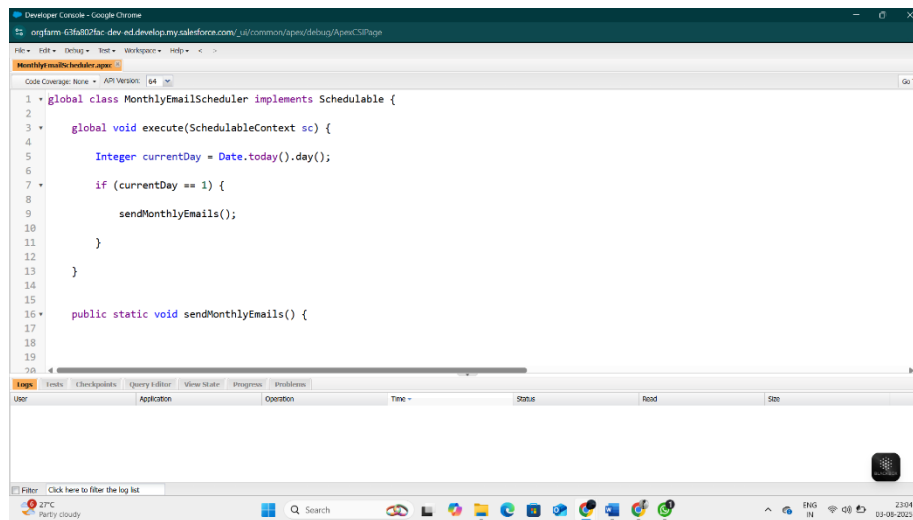 Developer Console - Google Chrome
orgfarm-63fa802fac-dev-ed.develop.my.salesforce.com/_ui/common/apex/debug/ApexCSIPage
File Edit Debug Test Workspace Help < >
MonthlyEmailScheduler.apxc
Code Coverage: None API Version: 64 Go
1 global class MonthlyEmailScheduler implements Schedulable {
2
3 global void execute(SchedulableContext sc) {
4
5 Integer currentDay = Date.today().day();
6
7 if (currentDay == 1) {
8
9 sendMonthlyEmails();
10
11 }
12
13 }
14
15
16 public static void sendMonthlyEmails() {
17
18
19
20
Logs Tests Checkpoints Query Editor View State Progress Problems
User Application Operation Time Status Read Size
Filter Click here to filter the log list
6 27°C Search ENG 23:04
Partly cloudy IN 03-08-2025